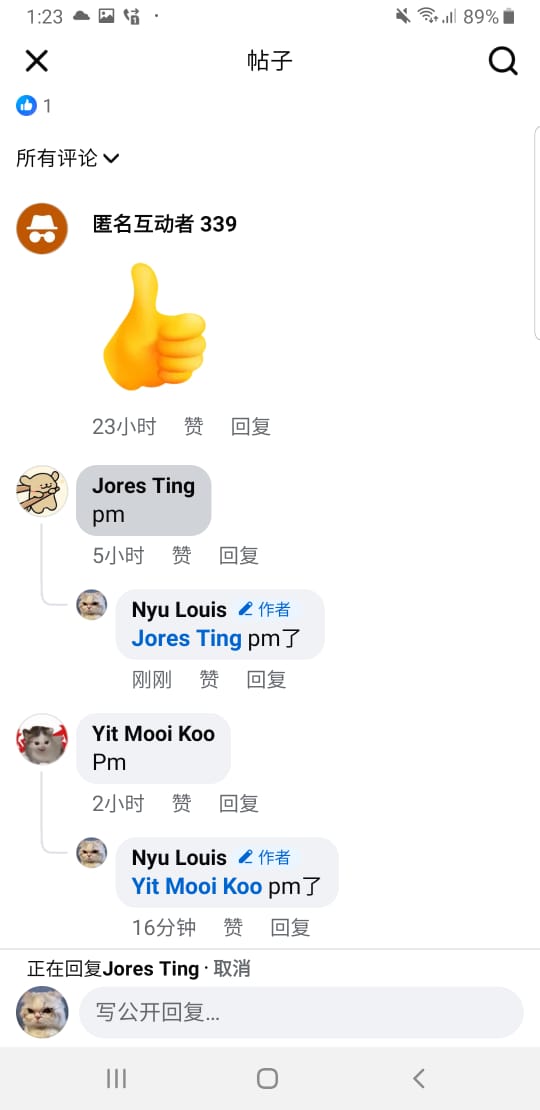 1:23
89%
帖子
1
所有评论
匿名互动者 339
23小时 赞 回复
Jores Ting
pm
5小时 赞 回复
Nyu Louis 作者
Jores Ting pm了
刚刚 赞 回复
Yit Mooi Koo
Pm
2小时 赞 回复
Nyu Louis 作者
Yit Mooi Koo pm了
16分钟 赞 回复
正在回复Jores Ting · 取消
写公开回复...